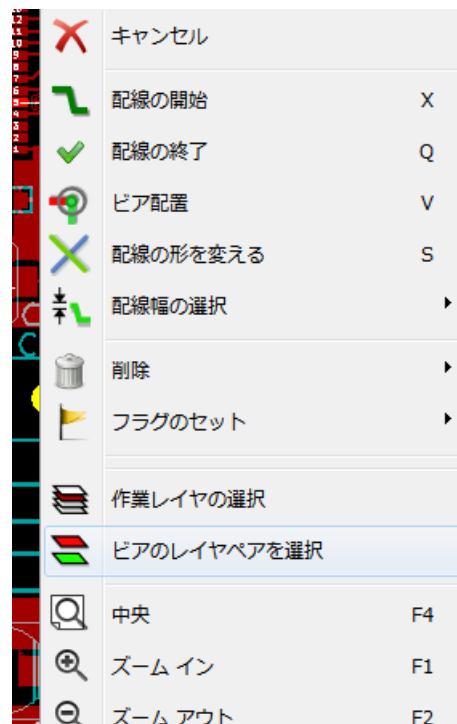 キャンセル
配線の開始 X
配線の終了 Q
ビア配置 V
配線の形を変える S
配線幅の選択
削除
フラグのセット
作業レイヤの選択
ビアのレイヤペアを選択
中央 F4
ズーム イン F1
ズーム アウト F2